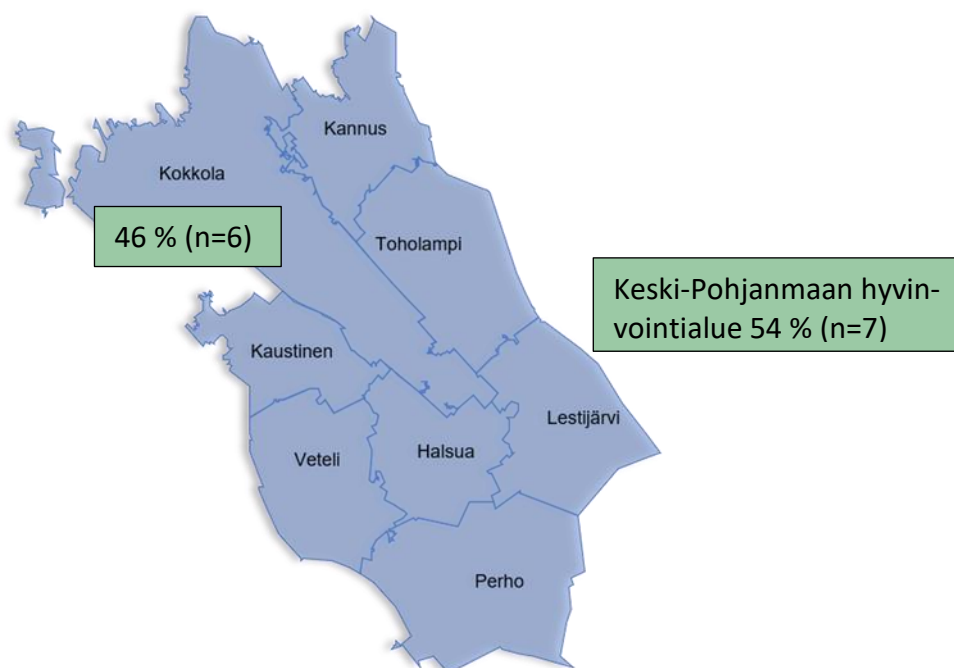 Kannus
Kokkola
46 % (n=6)
Toholampi
Keski-Pohjanmaan hyvin-
vointialue 54 % (n=7)
Kaustinen
Lestijärvi
Veteli
Halsua
Perho